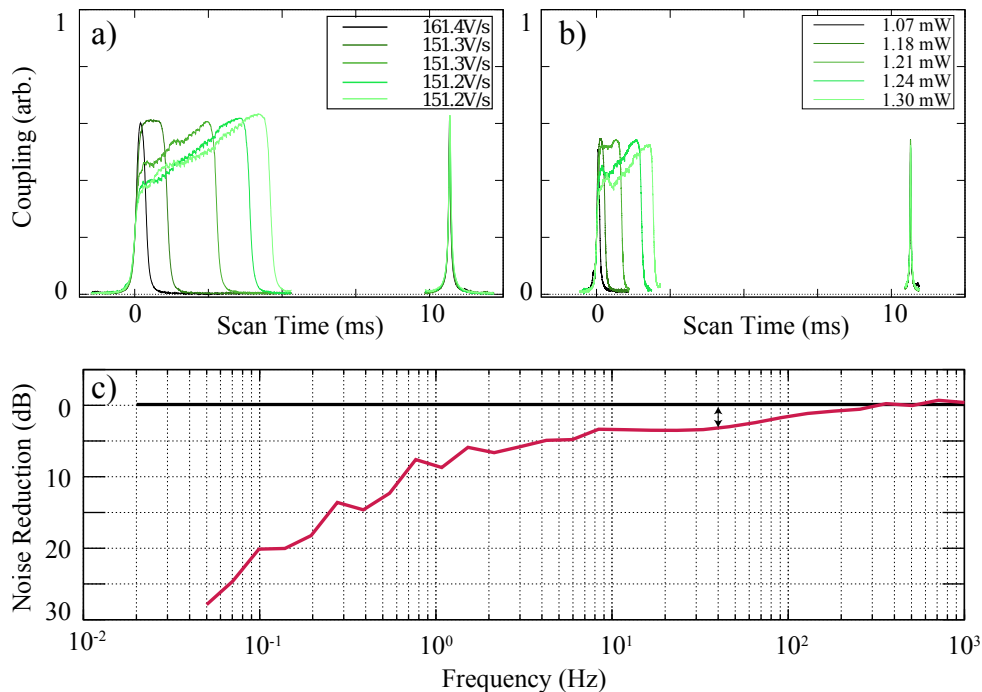 a)
161.4V/s
151.3V/s
151.3V/s
151.2V/s
151.2V/s
1
0
Coupling (arb.)
0
10
Scan Time (ms)
b)
1.07 mW
1.18 mW
1.21 mW
1.24 mW
1.30 mW
1
0
0
10
Scan Time (ms)
c)
Noise Reduction (dB)
0
10
20
30
10⁻²
10⁻¹
10⁰
10¹
10²
10³
Frequency (Hz)